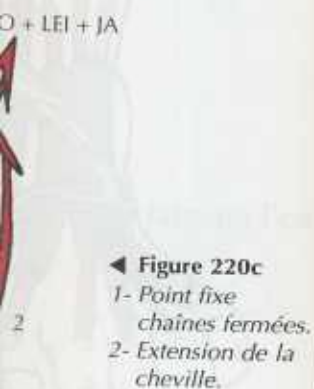 O + LEI + JA
2
◀ Figure 220c
1- Point fixe
chaînes fermées.
2- Extension de la
cheville.